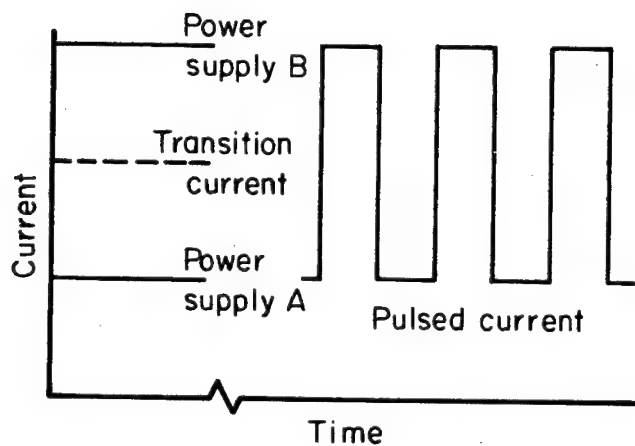 Power
supply B
Transition
current
Current
Power
supply A
Pulsed current
Time